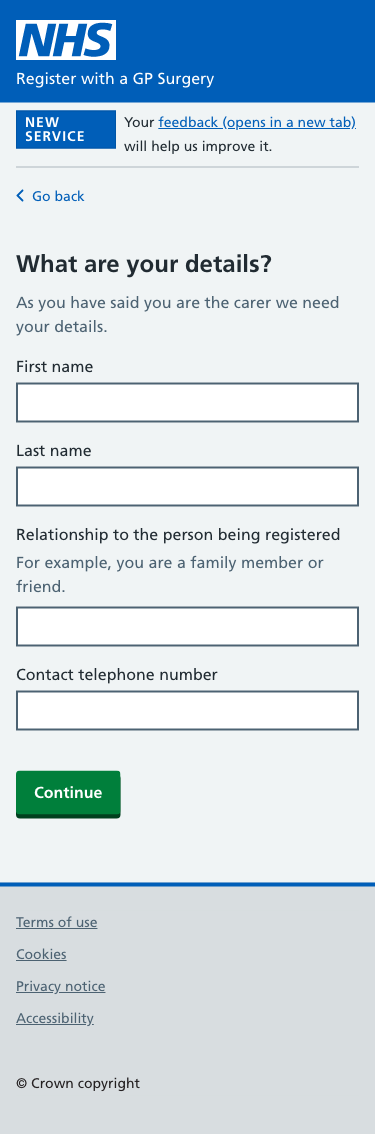 NHS
Register with a GP Surgery
NEW
SERVICE
Your feedback (opens in a new tab)
will help us improve it.
Go back
What are your details?
As you have said you are the carer we need
your details.
First name
Last name
Relationship to the person being registered
For example, you are a family member or
friend.
Contact telephone number
Continue
Terms of use
Cookies
Privacy notice
Accessibility
© Crown copyright